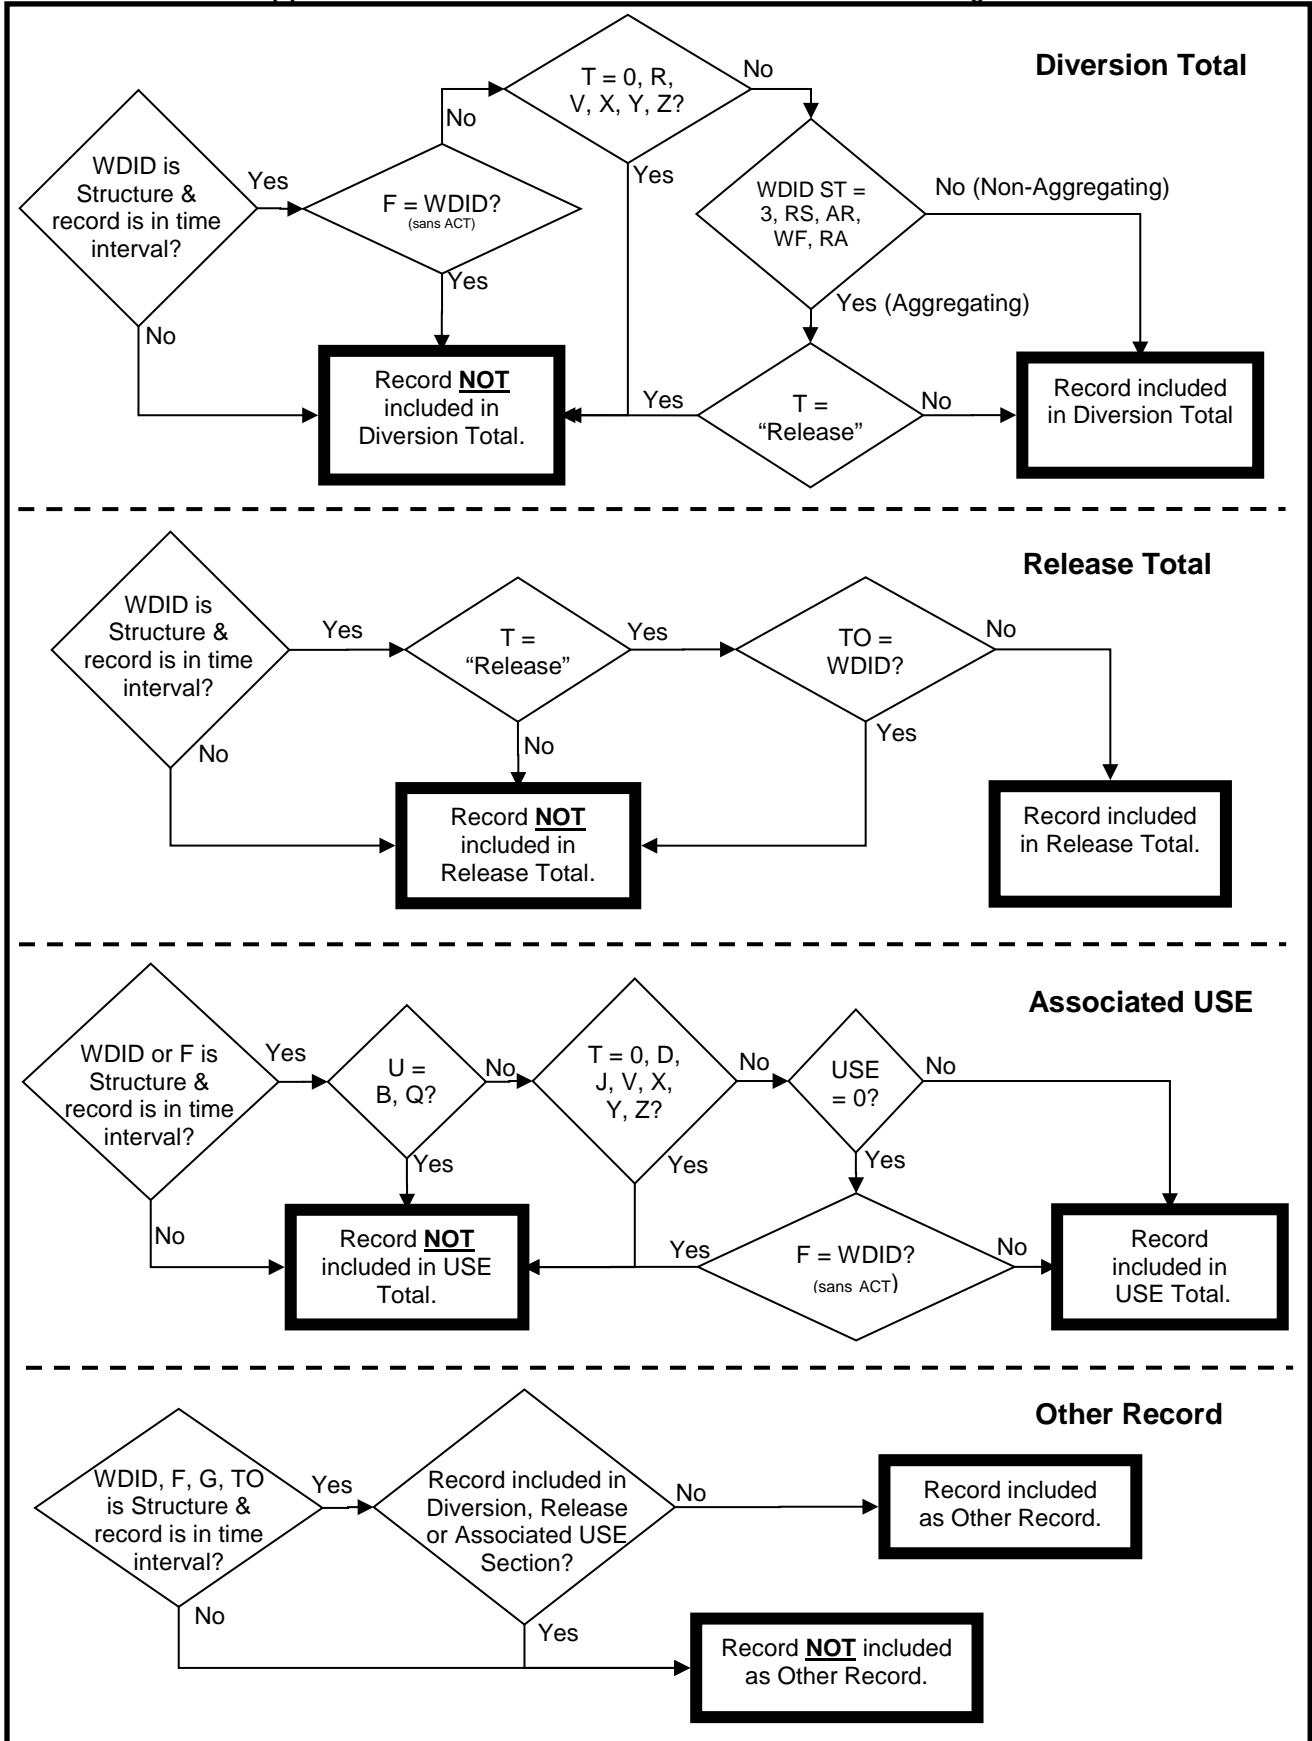 Diversion Total
T = 0, R,
V, X, Y, Z?
No
No
WDID is
Structure &
record is in time
interval?
Yes
F = WDID?
(sans ACT)
Yes
WDID ST =
3, RS, AR,
WF, RA
No (Non-Aggregating)
Yes
Yes (Aggregating)
No
Record NOT
included in
Diversion Total.
Yes
T =
“Release”
No
Record included
in Diversion Total
Release Total
WDID is
Structure &
record is in time
interval?
Yes
T =
“Release”
Yes
TO =
WDID?
No
No
No
Yes
Record NOT
included in
Release Total.
Record included
in Release Total.
Associated USE
WDID or F is
Structure &
record is in time
interval?
Yes
U =
B, Q?
No
T = 0, D,
J, V, X,
Y, Z?
No
USE
= 0?
No
Yes
Yes
Yes
No
Record NOT
included in USE
Total.
Yes
F = WDID?
(sans ACT)
No
Record
included in
USE Total.
Other Record
WDID, F, G, TO
is Structure &
record is in time
interval?
Yes
Record included in
Diversion, Release
or Associated USE
Section?
No
Record included
as Other Record.
No
Yes
Record NOT included
as Other Record.